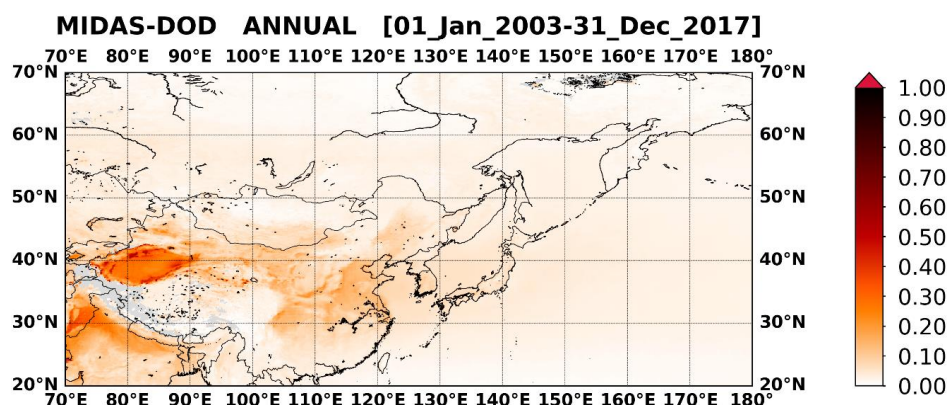 MIDAS-DOD ANNUAL [01_Jan_2003-31_Dec_2017]
70°E 80°E 90°E 100°E 110°E 120°E 130°E 140°E 150°E 160°E 170°E 180°
70°N 70°N
60°N 60°N
50°N 50°N
40°N 40°N
30°N 30°N
20°N 20°N
70°E 80°E 90°E 100°E 110°E 120°E 130°E 140°E 150°E 160°E 170°E 180°
1.00
0.90
0.80
0.70
0.60
0.50
0.40
0.30
0.20
0.10
0.00